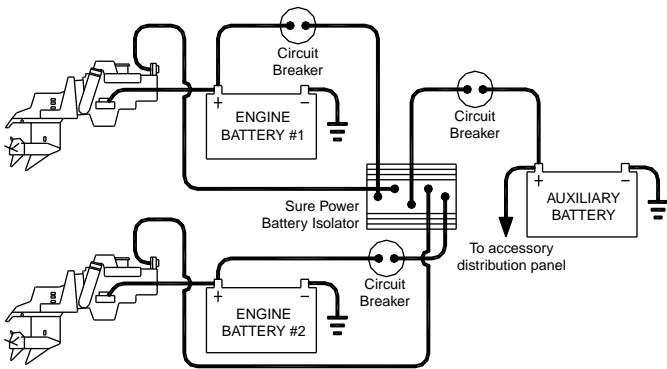 Circuit
Breaker
+ −
ENGINE
BATTERY #1
Circuit
Breaker
Sure Power
Battery Isolator
+ −
AUXILIARY
BATTERY
To accessory
distribution panel
Circuit
Breaker
+ −
ENGINE
BATTERY #2